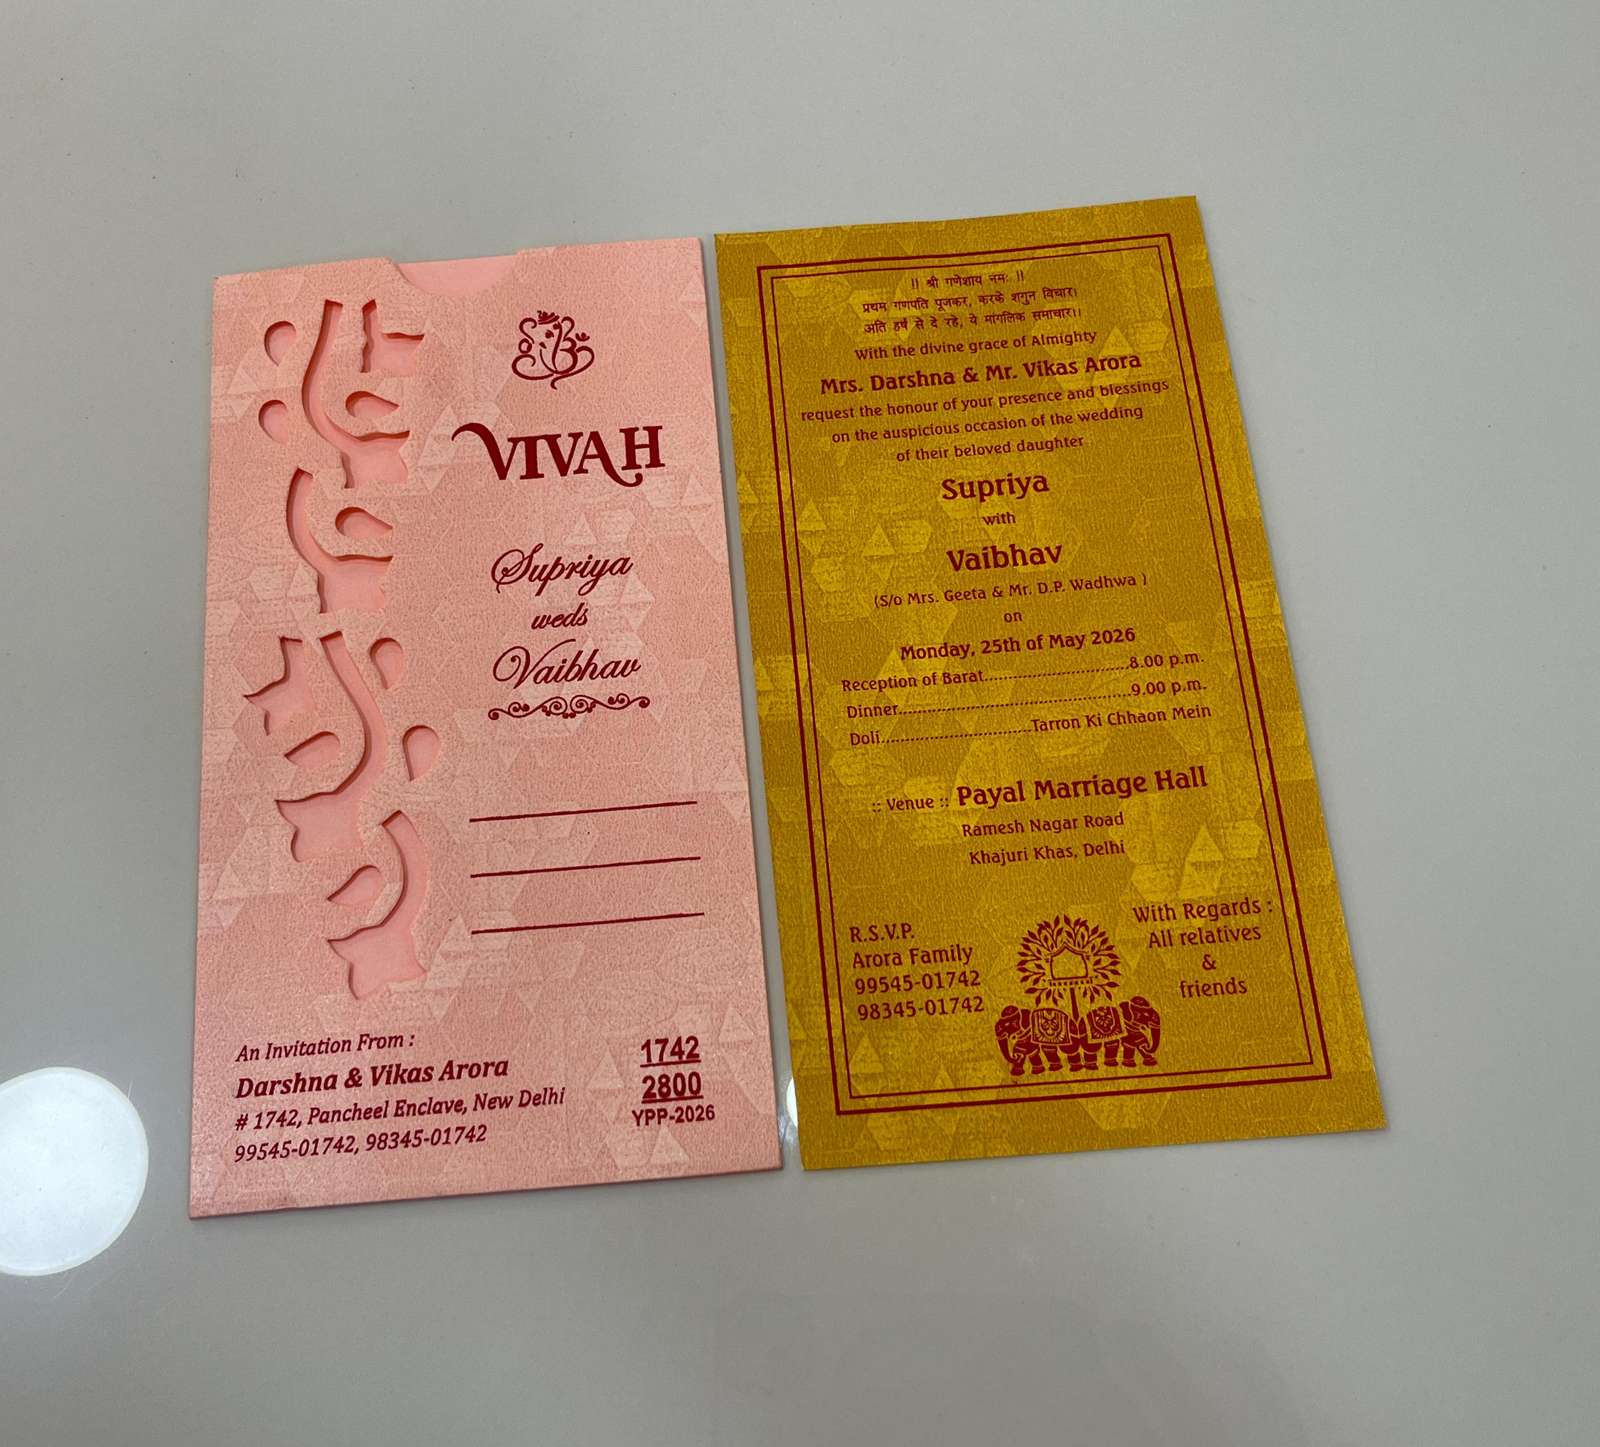 VIVAH
Supriya
weds
Vaibhav
An Invitation From :
Darshna & Vikas Arora
# 1742, Pancheel Enclave, New Delhi
99545-01742, 98345-01742
1742
2800
YPP-2026
|| श्री गणेशाय नमः ||
प्रथम गणपति पूजकर, करके शगुन विचार।
अति हर्ष से दे रहे, ये मांगलिक समाचार।।
With the divine grace of Almighty
Mrs. Darshna & Mr. Vikas Arora
request the honour of your presence and blessings
on the auspicious occasion of the wedding
of their beloved daughter
Supriya
with
Vaibhav
(S/o Mrs. Geeta & Mr. D.P. Wadhwa )
on
Monday, 25th of May 2026
Reception of Barat.............................8.00 p.m.
Dinner...............................................9.00 p.m.
Doli................................Tarron Ki Chhaon Mein
:: Venue :: Payal Marriage Hall
Ramesh Nagar Road
Khajuri Khas, Delhi
R.S.V.P.
Arora Family
99545-01742
98345-01742
With Regards :
All relatives
&
friends